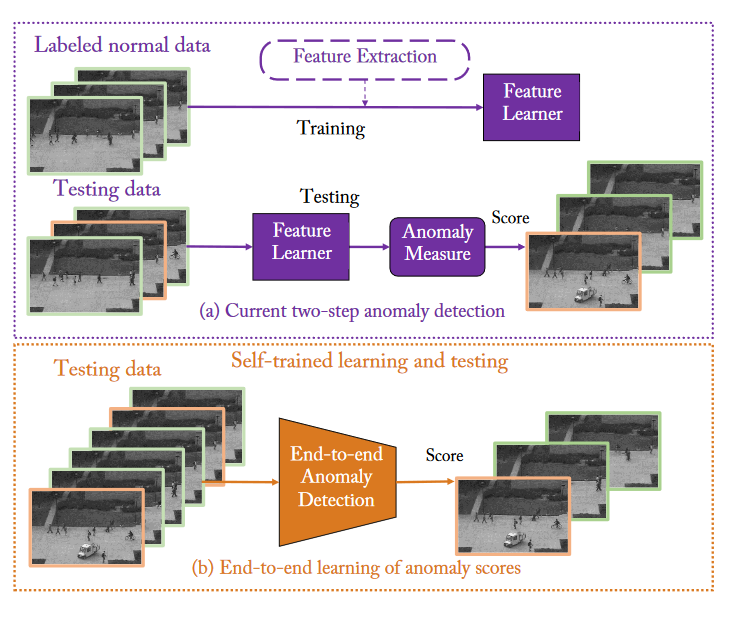 Labeled normal data
Feature Extraction
Feature
Learner
Training
Testing data
Testing
Feature
Learner
Anomaly
Measure
Score
(a) Current two-step anomaly detection
Self-trained learning and testing
Testing data
End-to-end
Anomaly
Detection
Score
(b) End-to-end learning of anomaly scores